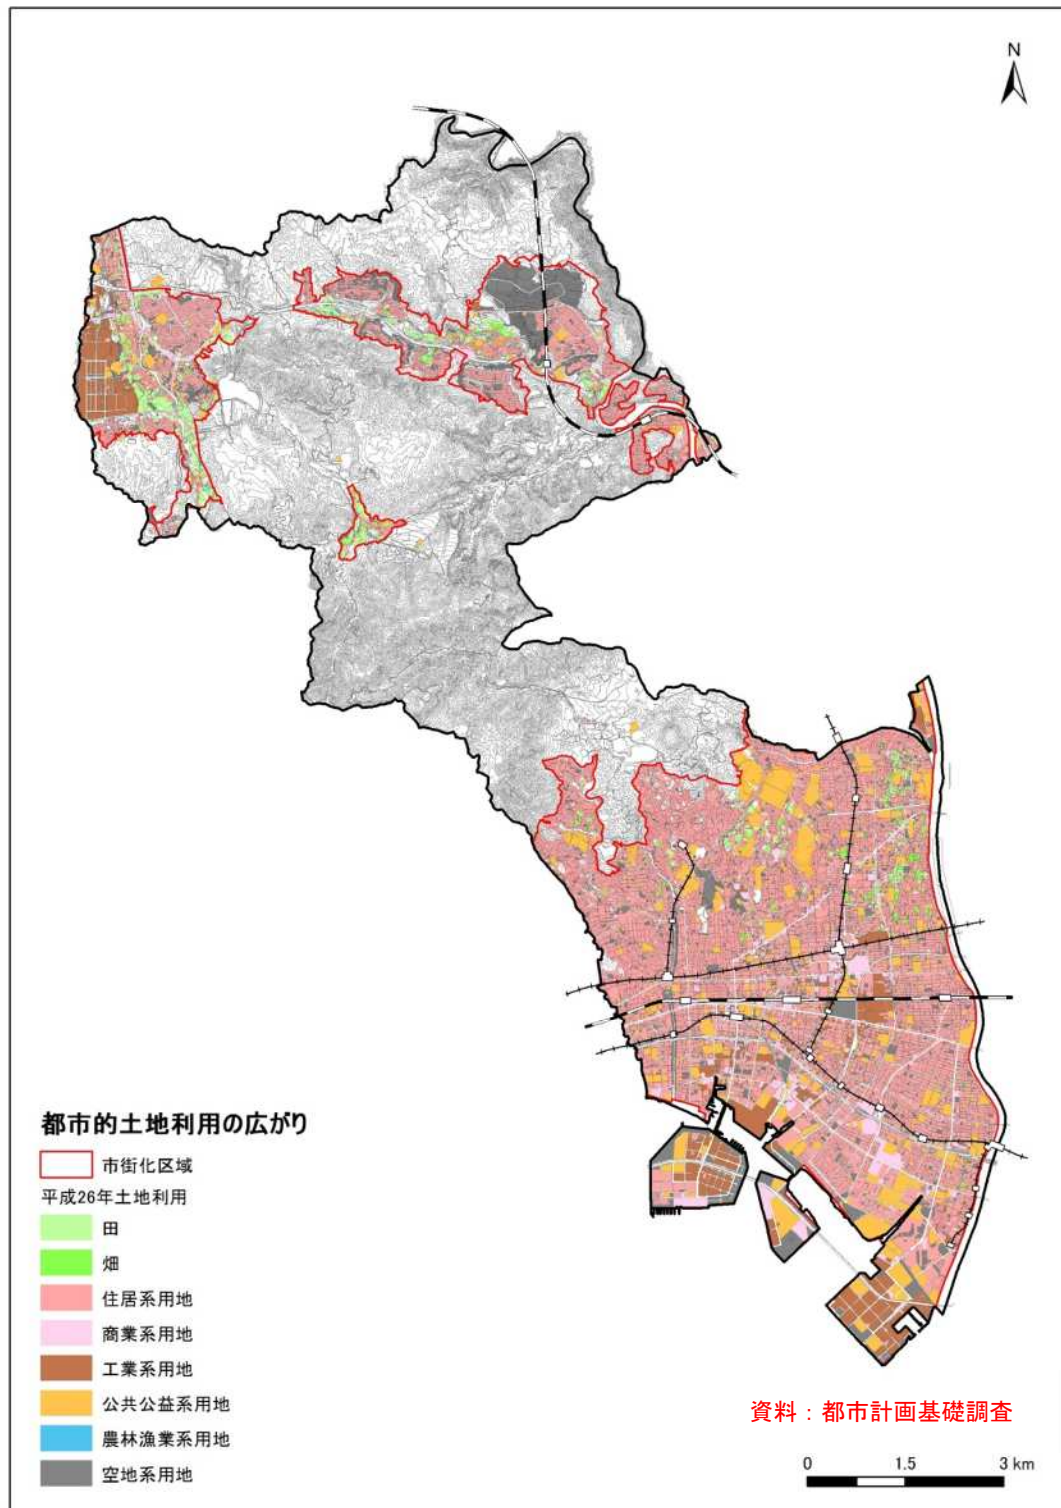 N
都市的土地利用の広がり
市街化区域
平成26年土地利用
田
畑
住居系用地
商業系用地
工業系用地
公共公益系用地
農林漁業系用地
空地系用地
資料：都市計画基礎調査
0 1.5 3 km